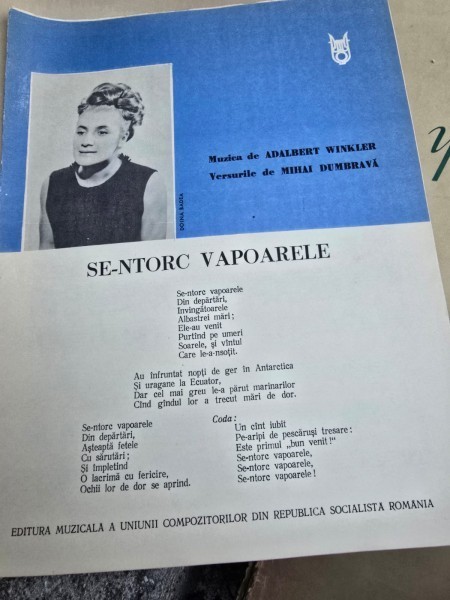 Muzica de ADALBERT WINKLER
Versurile de MIHAI DUMBRAVĂ
DOINA BADEA
SE-NTORC VAPOARELE
Se-ntorc vapoarele
Din depărtări,
Invingătoarele
Albastrei mări;
Ele-au venit
Purtînd pe umeri
Soarele, și vîntul
Care le-a-nsoțit.
Au înfruntat nopți de ger în Antarctica
Și uragane la Ecuator,
Dar cel mai greu le-a părut marinarilor
Cînd gîndul lor a trecut mări de dor.
Se-ntorc vapoarele
Din depărtări,
Așteaptă fetele
Cu sărutări;
Și împletind
O lacrimă cu fericire,
Ochii lor de dor se aprind.
Coda:
Un cînt iubit
Pe-aripi de pescăruși tresare:
Este primul „bun venit!"
Se-ntorc vapoarele,
Se-ntorc vapoarele,
Se-ntorc vapoarele!
EDITURA MUZICALA A UNIUNII COMPOZITORILOR DIN REPUBLICA SOCIALISTA ROMANIA